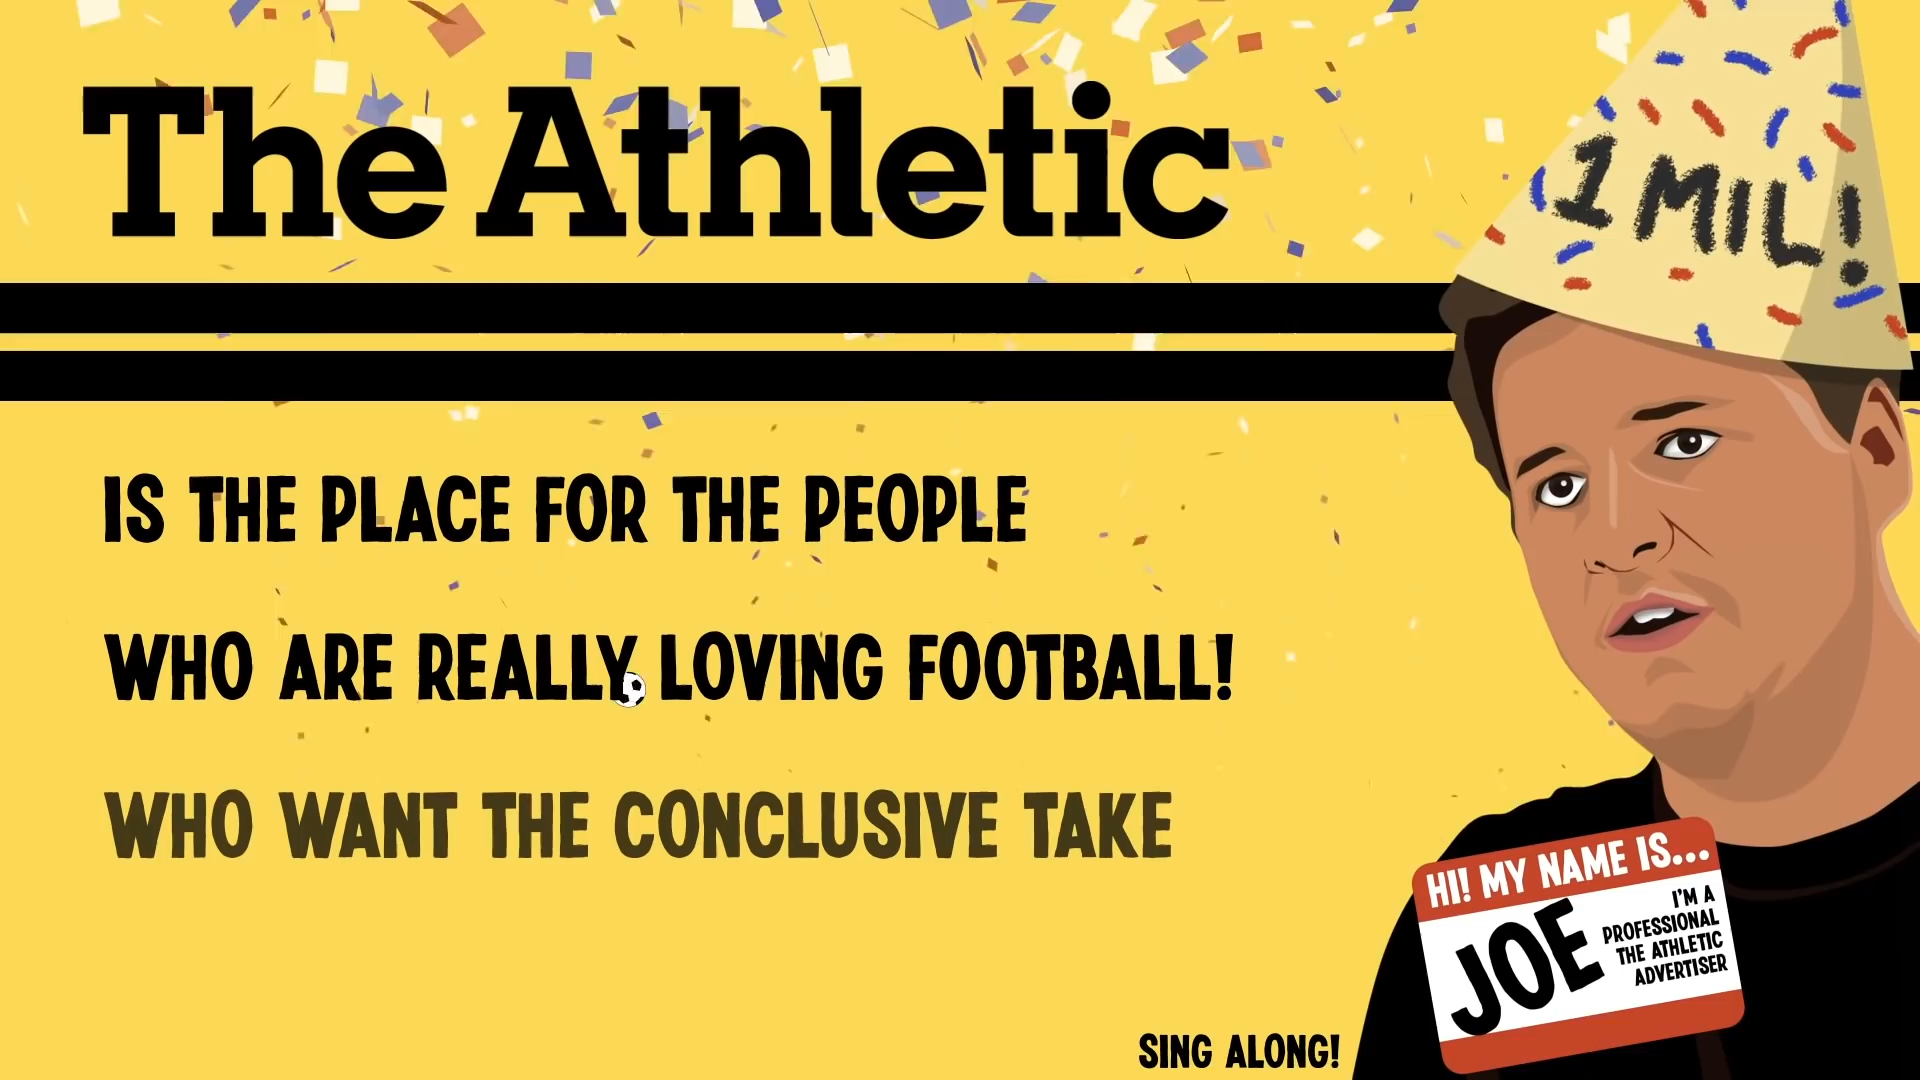 The Athletic
1 MIL!
IS THE PLACE FOR THE PEOPLE
WHO ARE REALLY LOVING FOOTBALL!
WHO WANT THE CONCLUSIVE TAKE
HI! MY NAME IS...
JOE
I'M A
PROFESSIONAL
THE ATHLETIC
ADVERTISER
SING ALONG!